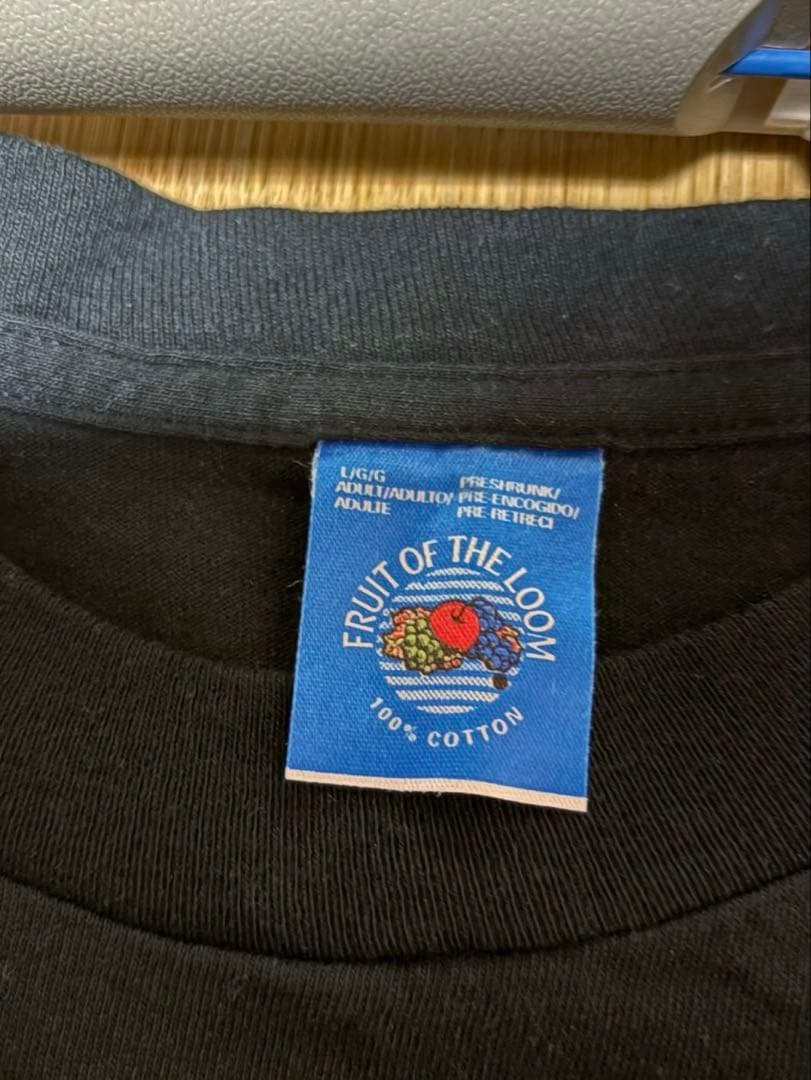 L/G/G
ADULT/ADULTO/
ADULTE
PRESHRUNK/
PRE-ENCOGIDO/
PRE-RETRECI
FRUIT OF THE LOOM
100% COTTON